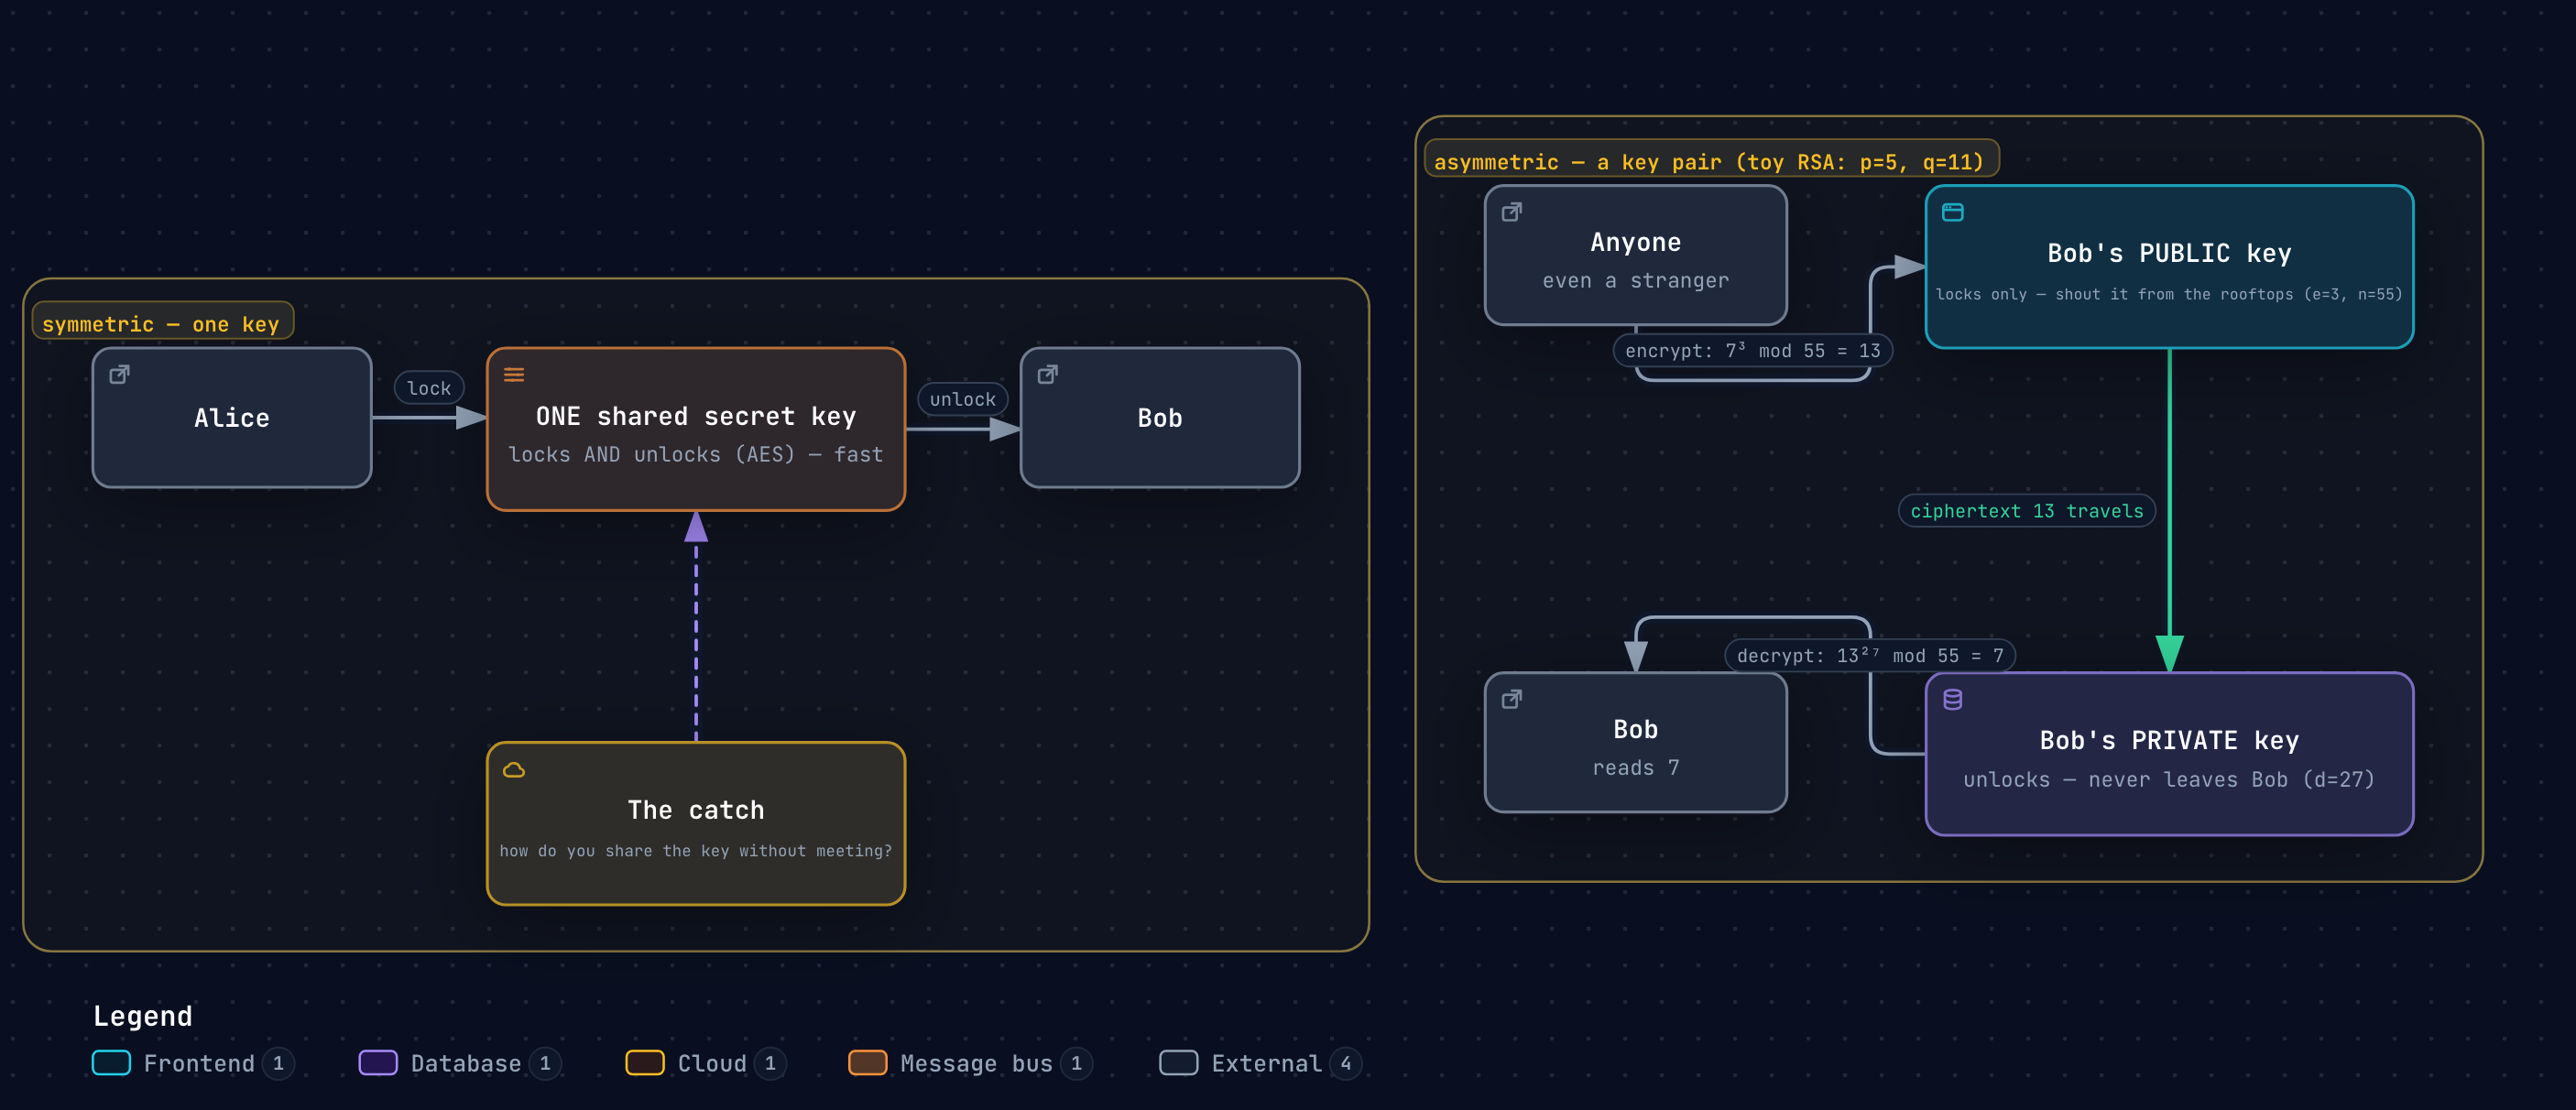 symmetric — one key
Alice
lock
ONE shared secret key
locks AND unlocks (AES) — fast
unlock
Bob
The catch
how do you share the key without meeting?
asymmetric — a key pair (toy RSA: p=5, q=11)
Anyone
even a stranger
Bob's PUBLIC key
locks only — shout it from the rooftops (e=3, n=55)
encrypt: 7³ mod 55 = 13
ciphertext 13 travels
decrypt: 13²⁷ mod 55 = 7
Bob
reads 7
Bob's PRIVATE key
unlocks — never leaves Bob (d=27)
Legend
Frontend 1
Database 1
Cloud 1
Message bus 1
External 4